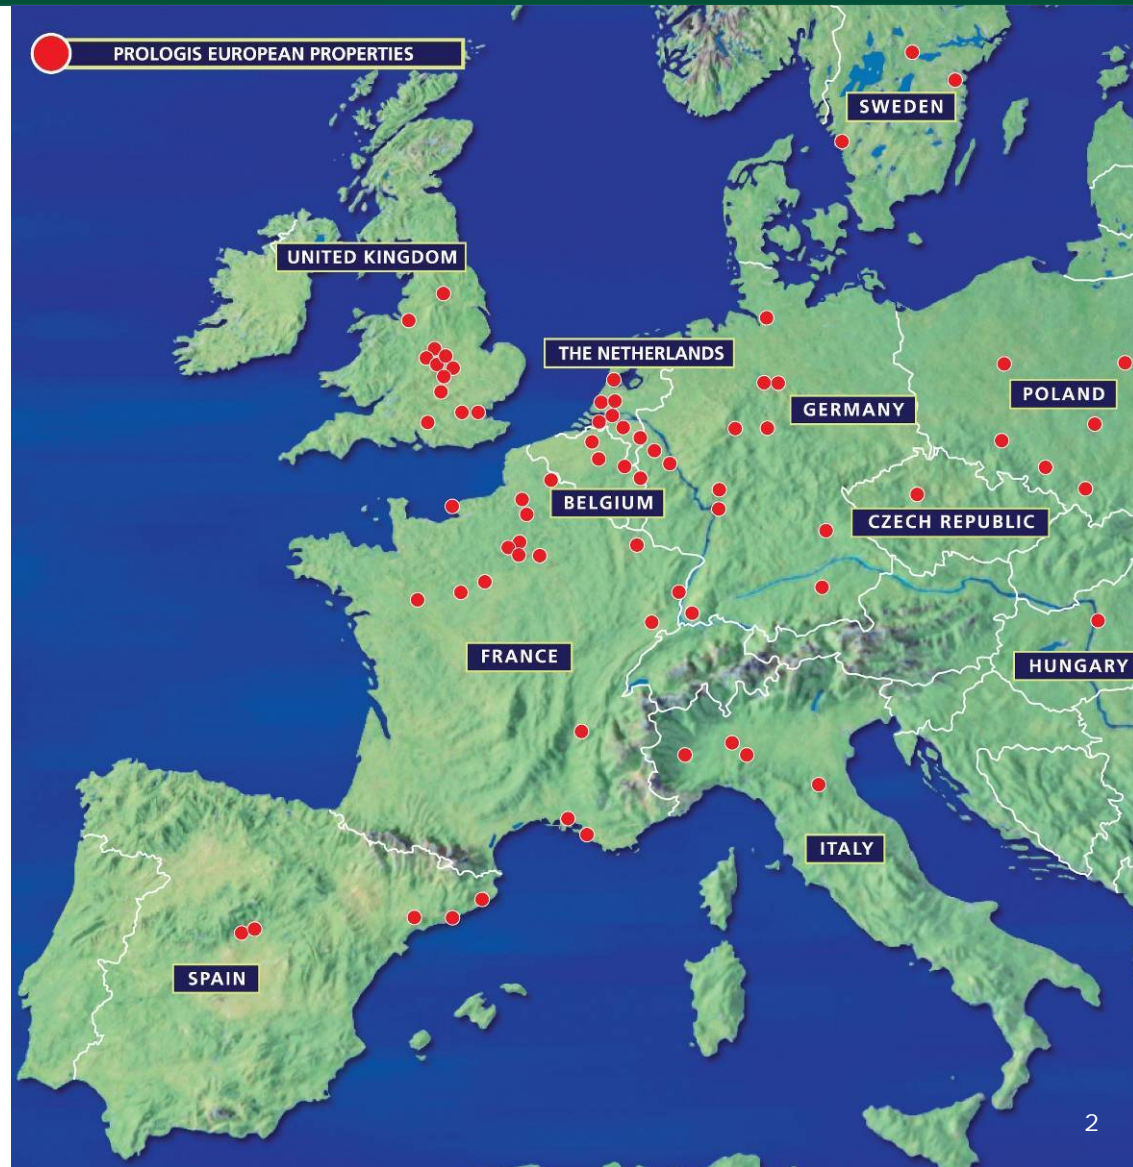 PROLOGIS EUROPEAN PROPERTIES
SWEDEN
UNITED KINGDOM
THE NETHERLANDS
POLAND
GERMANY
BELGIUM
CZECH REPUBLIC
FRANCE
HUNGARY
ITALY
SPAIN
2